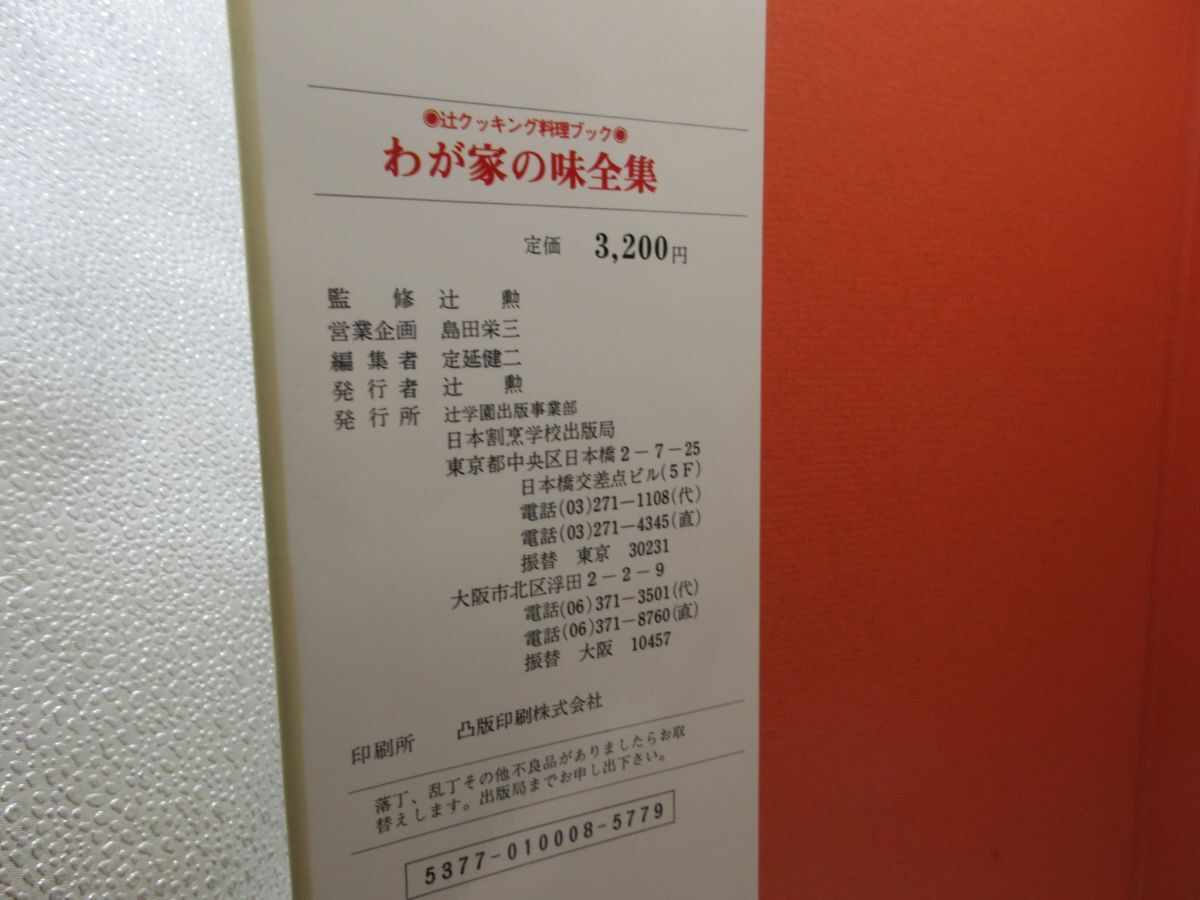 ◉辻クッキング料理ブック◉
わが家の味全集
定価 3,200円
監修 辻勲
営業企画 島田栄三
編集者 定延健二
発行者 辻勲
発行所 辻学園出版事業部
日本割烹学校出版局
東京都中央区日本橋2-7-25
日本橋交差点ビル(5F)
電話(03)271-1108(代)
電話(03)271-4345(直)
振替 東京 30231
大阪市北区浮田2-2-9
電話(06)371-3501(代)
電話(06)371-8760(直)
振替 大阪 10457
印刷所 凸版印刷株式会社
落丁、乱丁その他不良品がありましたらお取
替えします。出版局までお申し出下さい。
5377-010008-5779